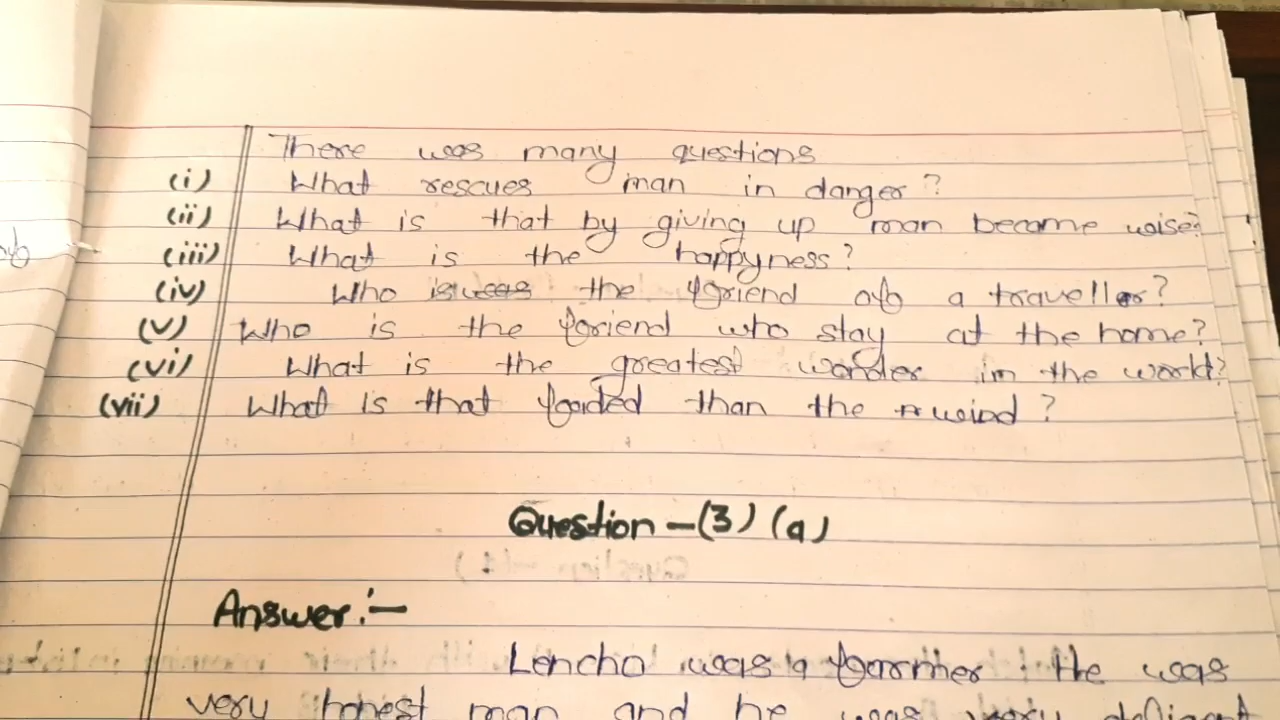 There was many questions
(i) What rescues man in danger?
(ii) What is that by giving up man become wise?
(iii) What is the happyness?
(iv) Who is the friend of a traveller?
(v) Who is the friend who stay at the home?
(vi) What is the greatest wonder in the world?
(vii) What is that than the wind?
Question - (3) (a)
Answer:-
Lencho was a farmer. He was
very honest man and he was very